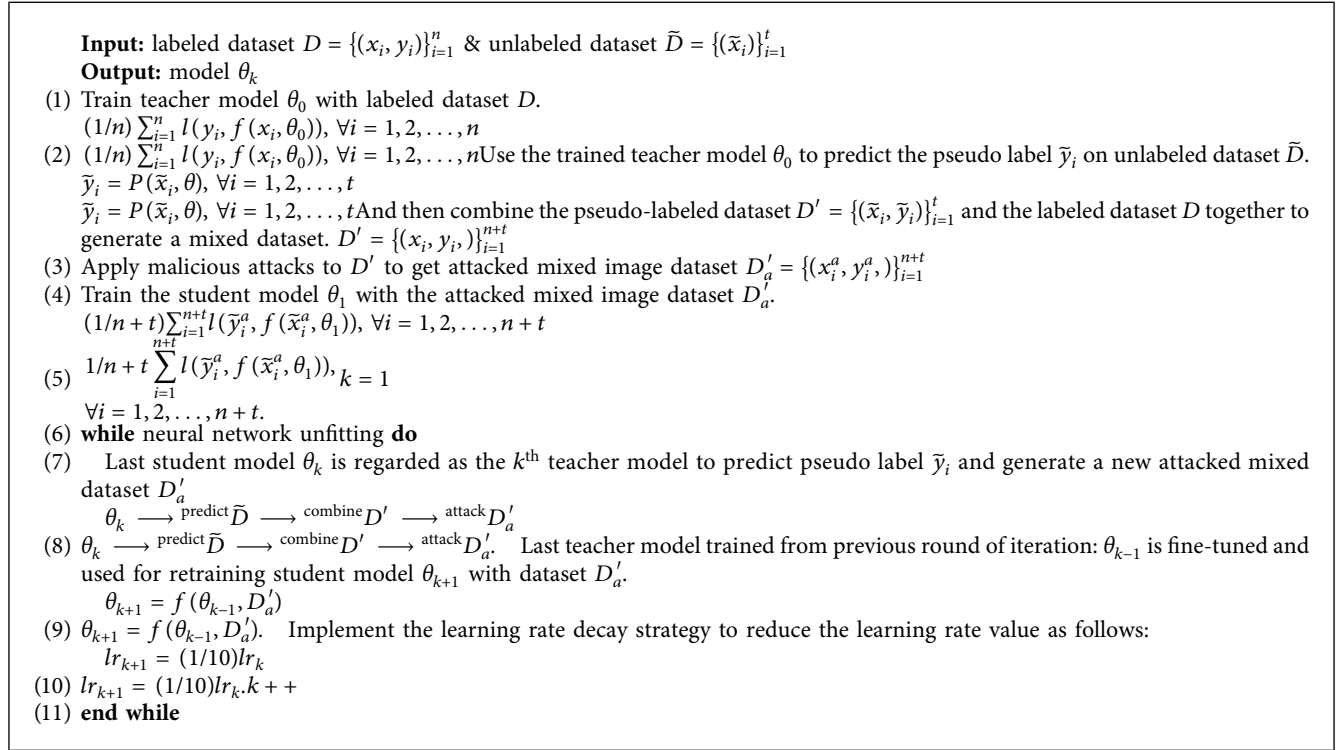 Input: labeled dataset D = {(x_i, y_i)}_{i=1}^{n} & unlabeled dataset D̃ = {(x̃_i)}_{i=1}^{t}
Output: model θ_k
(1) Train teacher model θ_0 with labeled dataset D.
(1/n) ∑_{i=1}^{n} l(y_i, f(x_i, θ_0)), ∀i = 1, 2, . . . , n
(2) (1/n) ∑_{i=1}^{n} l(y_i, f(x_i, θ_0)), ∀i = 1, 2, . . . , nUse the trained teacher model θ_0 to predict the pseudo label ỹ_i on unlabeled dataset D̃.
ỹ_i = P(x̃_i, θ), ∀i = 1, 2, . . . , t
ỹ_i = P(x̃_i, θ), ∀i = 1, 2, . . . , tAnd then combine the pseudo-labeled dataset D′ = {(x̃_i, ỹ_i)}_{i=1}^{t} and the labeled dataset D together to
generate a mixed dataset. D′ = {(x_i, y_i,)}_{i=1}^{n+t}
(3) Apply malicious attacks to D′ to get attacked mixed image dataset D′_a = {(x_i^a, y_i^a,)}_{i=1}^{n+t}
(4) Train the student model θ_1 with the attacked mixed image dataset D′_a.
(1/n + t)∑_{i=1}^{n+t} l(ỹ_i^a, f(x̃_i^a, θ_1)), ∀i = 1, 2, . . . , n + t
(5) 1/n + t ∑_{i=1}^{n+t} l(ỹ_i^a, f(x̃_i^a, θ_1)), k = 1
∀i = 1, 2, . . . , n + t.
(6) while neural network unfitting do
(7) Last student model θ_k is regarded as the k^th teacher model to predict pseudo label ỹ_i and generate a new attacked mixed
dataset D′_a
θ_k ⟶ ^predict D̃ ⟶ ^combine D′ ⟶ ^attack D′_a
(8) θ_k ⟶ ^predict D̃ ⟶ ^combine D′ ⟶ ^attack D′_a. Last teacher model trained from previous round of iteration: θ_{k−1} is fine-tuned and
used for retraining student model θ_{k+1} with dataset D′_a.
θ_{k+1} = f(θ_{k−1}, D′_a)
(9) θ_{k+1} = f(θ_{k−1}, D′_a). Implement the learning rate decay strategy to reduce the learning rate value as follows:
lr_{k+1} = (1/10)lr_k
(10) lr_{k+1} = (1/10)lr_k.k + +
(11) end while